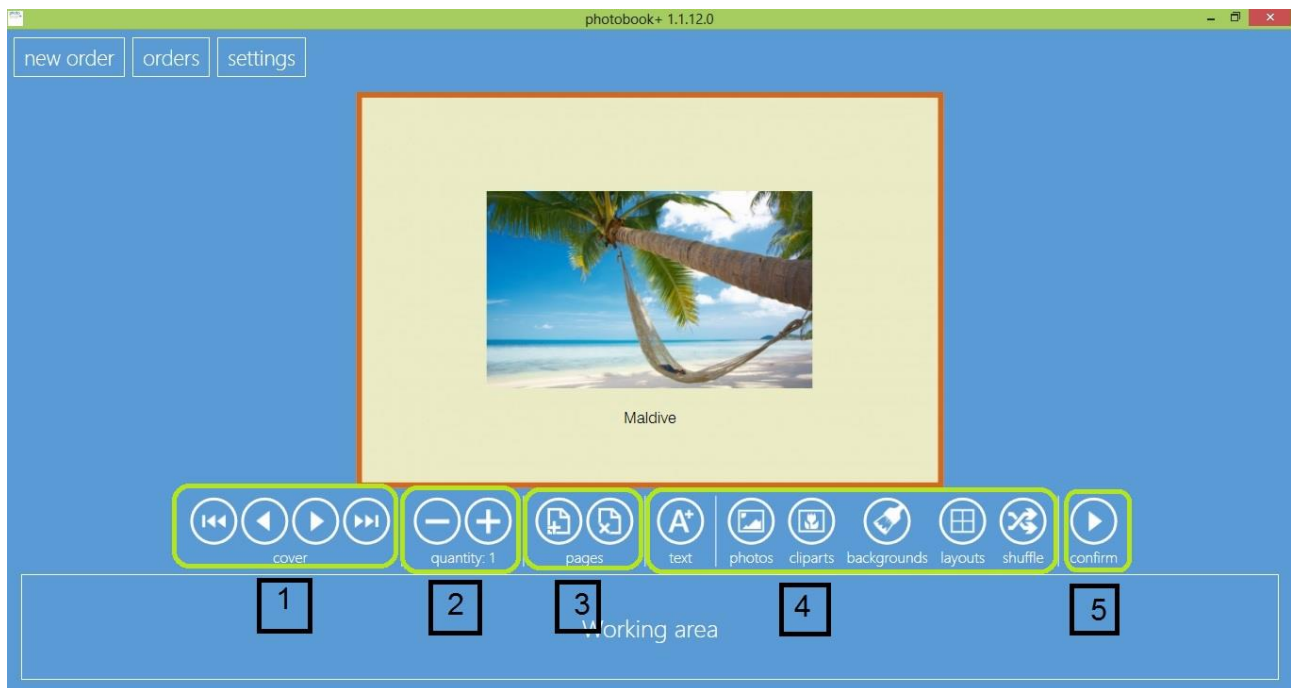 photobook+ 1.1.12.0
new order orders settings
Maldive
cover quantity: 1 pages text photos cliparts backgrounds layouts shuffle confirm
1 2 3 4 5
Working area